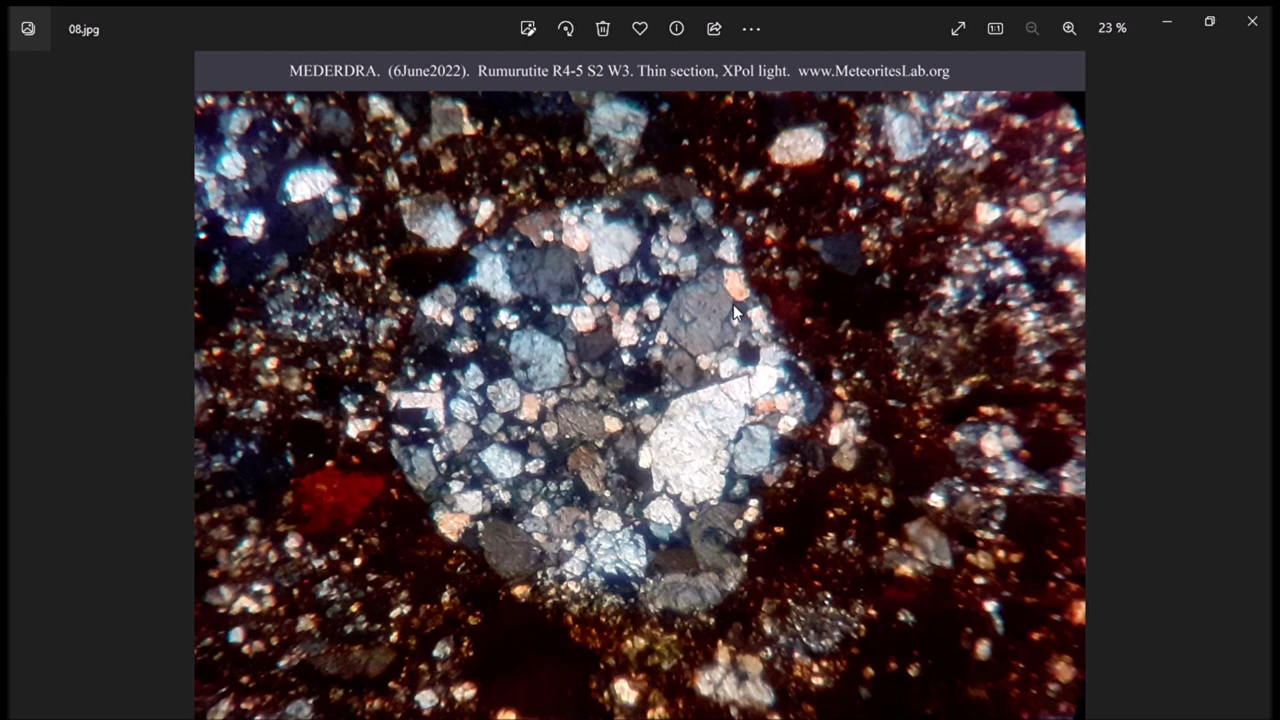 08.jpg
23 %
MEDERDRA. (6June2022). Rumurutite R4-5 S2 W3. Thin section, XPol light. www.MeteoritesLab.org